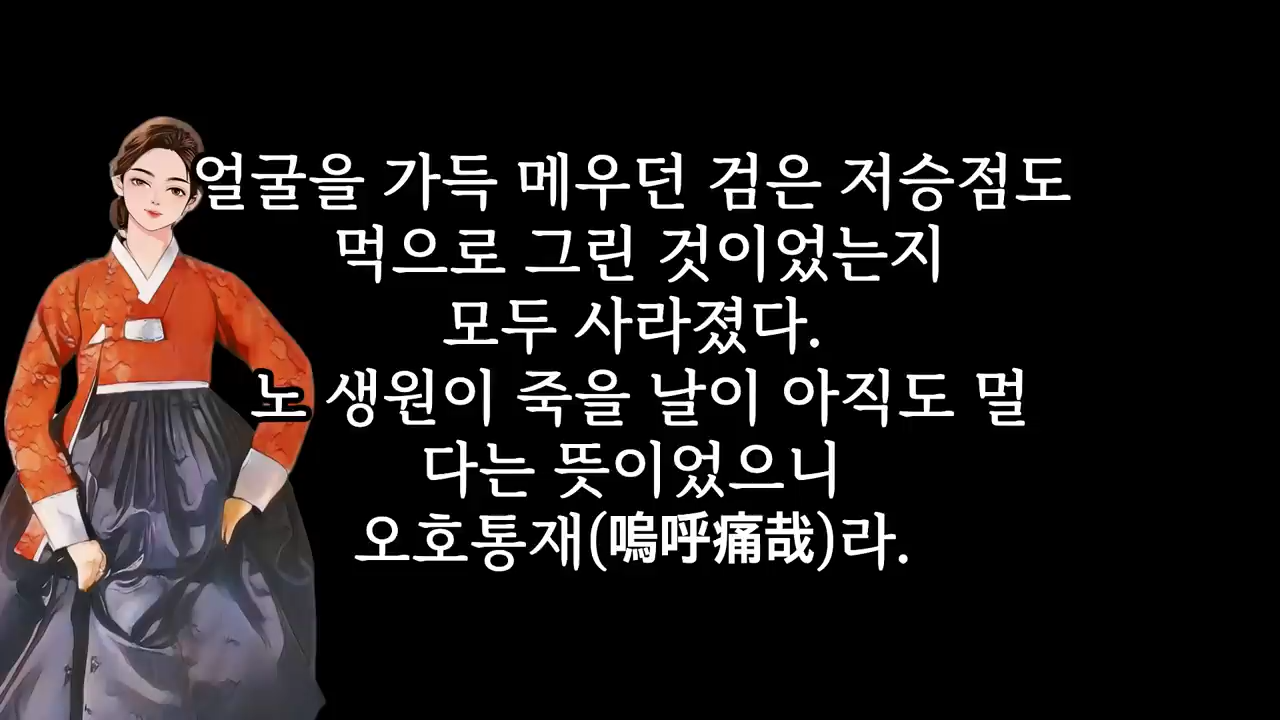 얼굴을 가득 메우던 검은 저승점도
먹으로 그린 것이었는지
모두 사라졌다.
노 생원이 죽을 날이 아직도 멀
다는 뜻이었으니
오호통재(嗚呼痛哉)라.